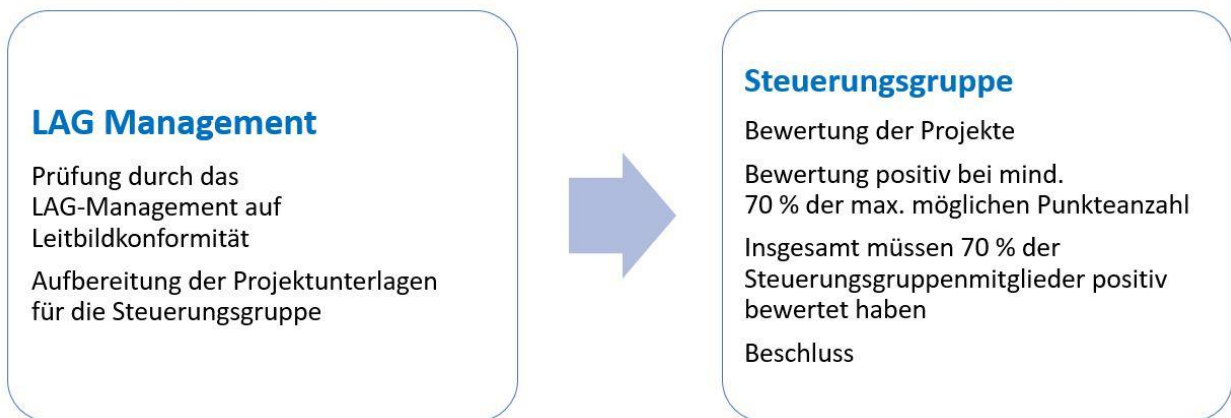 LAG Management
Prüfung durch das
LAG-Management auf
Leitbildkonformität
Aufbereitung der Projektunterlagen
für die Steuerungsgruppe
Steuerungsgruppe
Bewertung der Projekte
Bewertung positiv bei mind.
70 % der max. möglichen Punkteanzahl
Insgesamt müssen 70 % der
Steuerungsgruppenmitglieder positiv
bewertet haben
Beschluss